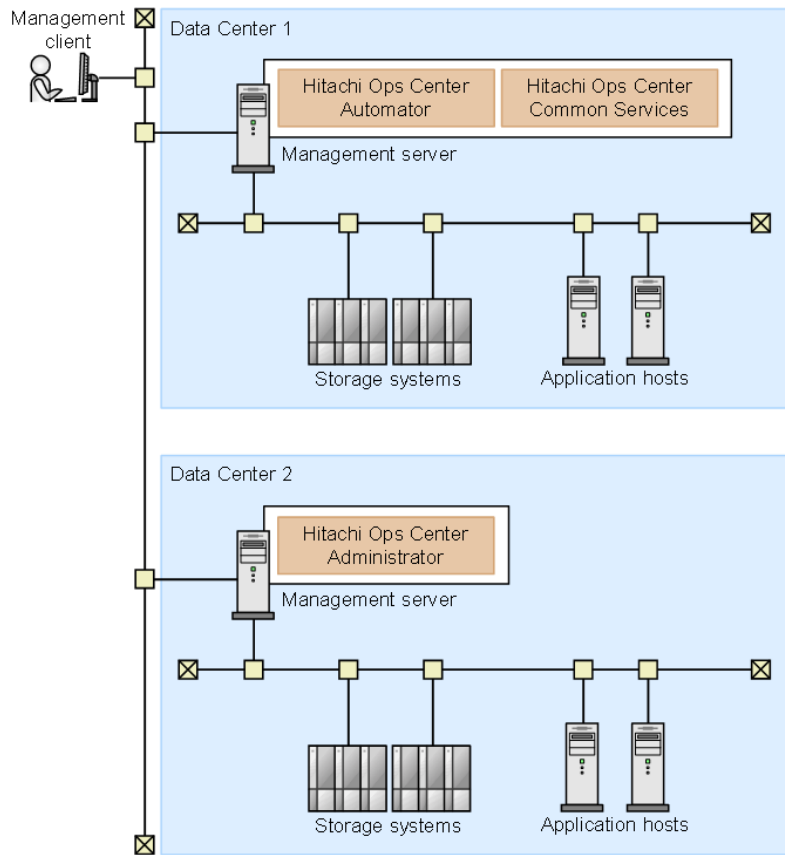 Management
client
Data Center 1
Hitachi Ops Center
Automator
Hitachi Ops Center
Common Services
Management server
Storage systems
Application hosts
Data Center 2
Hitachi Ops Center
Administrator
Management server
Storage systems
Application hosts